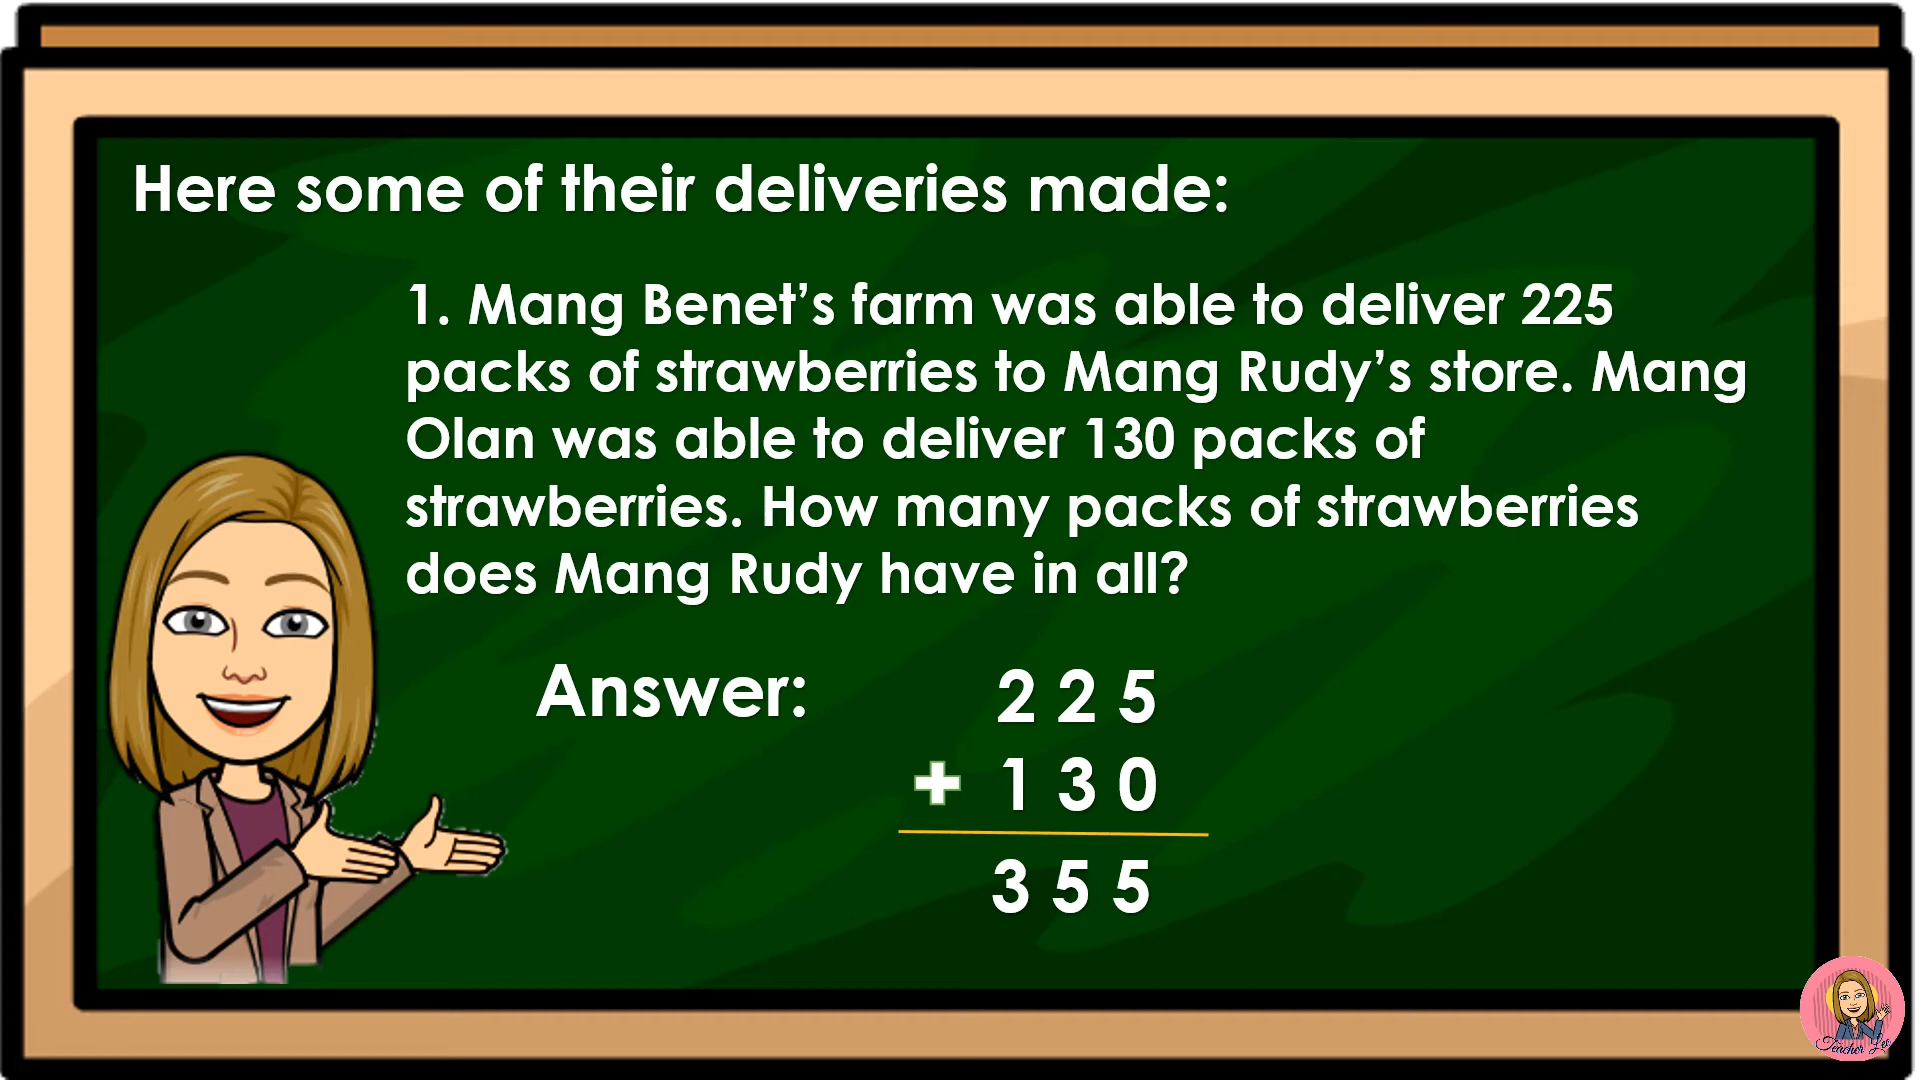 Here some of their deliveries made:
1. Mang Benet’s farm was able to deliver 225
packs of strawberries to Mang Rudy’s store. Mang
Olan was able to deliver 130 packs of
strawberries. How many packs of strawberries
does Mang Rudy have in all?
Answer:
2 2 5
+ 1 3 0
3 5 5
Teacher Lee